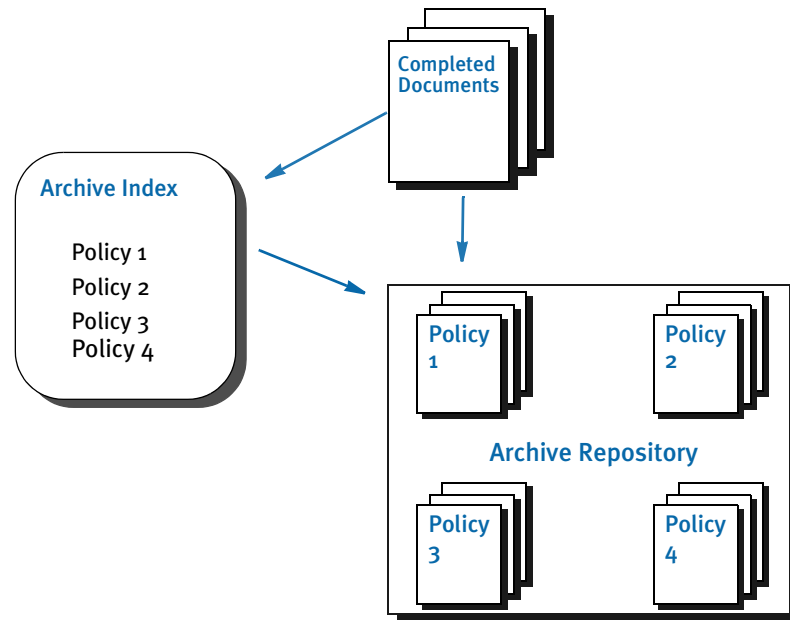 Completed
Documents
Archive Index
Policy 1
Policy 2
Policy 3
Policy 4
Policy
1
Policy
2
Archive Repository
Policy
3
Policy
4